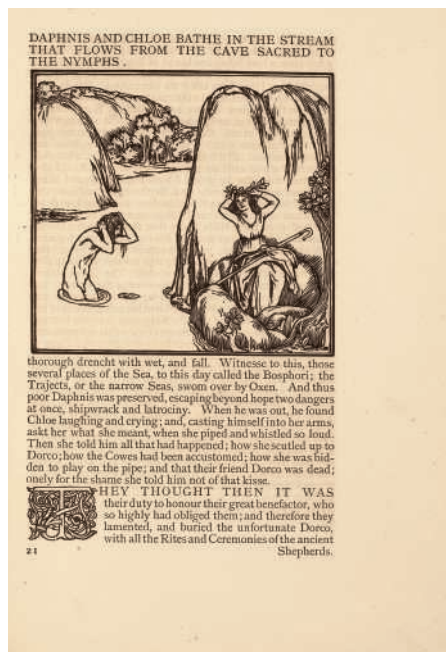 DAPHNIS AND CHLOE BATHE IN THE STREAM
THAT FLOWS FROM THE CAVE SACRED TO
THE NYMPHS .
thorough drencht with wet, and fall. Witnesse to this, those
several places of the Sea, to this day called the Bosphori; the
Trajects, or the narrow Seas, swom over by Oxen. And thus
poor Daphnis was preserved, escaping beyond hope two dangers
at once, shipwrack and latrociny. When he was out, he found
Chloe laughing and crying; and, casting himself into her arms,
askt her what she meant, when she piped and whistled so loud.
Then she told him all that had happened; how she scutled up to
Dorco; how the Cowes had been accustomed; how she was bid-
den to play on the pipe; and that their friend Dorco was dead;
onely for the shame she told him not of that kisse.
THEY THOUGHT THEN IT WAS
their duty to honour their great benefactor, who
so highly had obliged them; and therefore they
lamented, and buried the unfortunate Dorco,
with all the Rites and Ceremonies of the ancient
21 Shepherds.